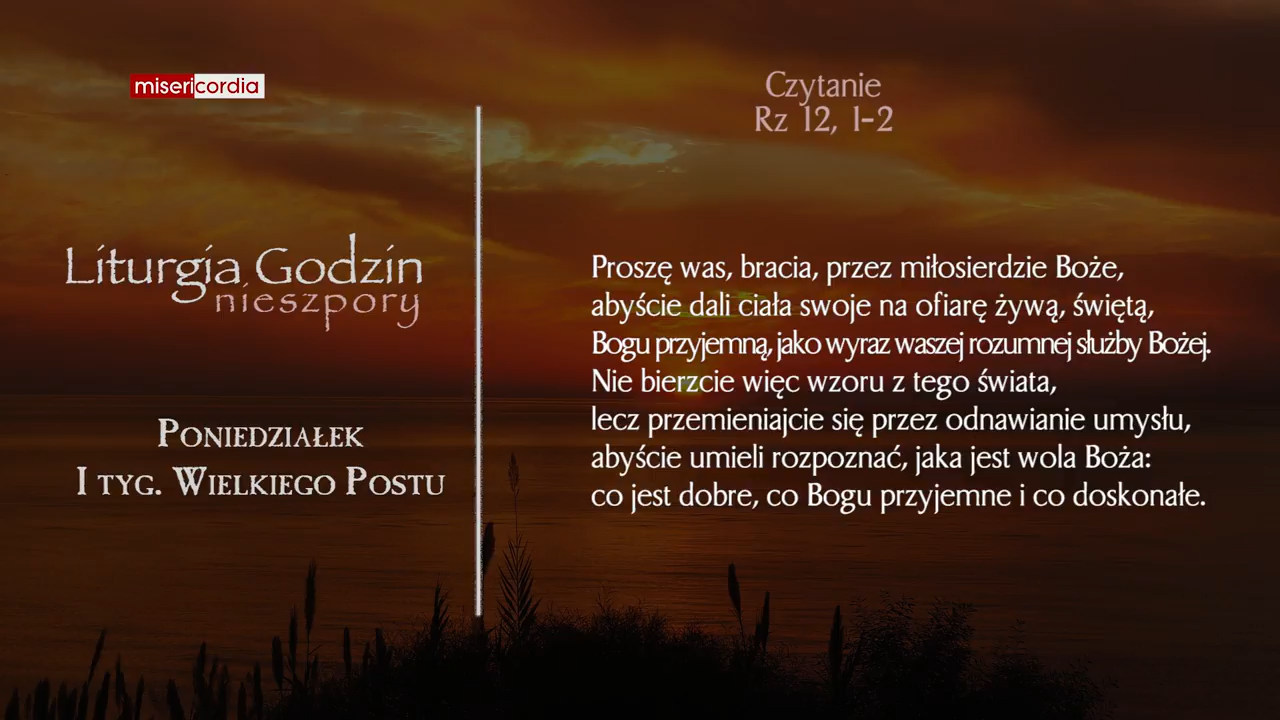 misericordia
Liturgia Godzin
nieszpory
Poniedziałek
I tyg. Wielkiego Postu
Czytanie
Rz 12, 1-2
Proszę was, bracia, przez miłosierdzie Boże,
abyście dali ciała swoje na ofiarę żywą, świętą,
Bogu przyjemną, jako wyraz waszej rozumnej służby Bożej.
Nie bierzcie więc wzoru z tego świata,
lecz przemieniajcie się przez odnawianie umysłu,
abyście umieli rozpoznać, jaka jest wola Boża:
co jest dobre, co Bogu przyjemne i co doskonałe.